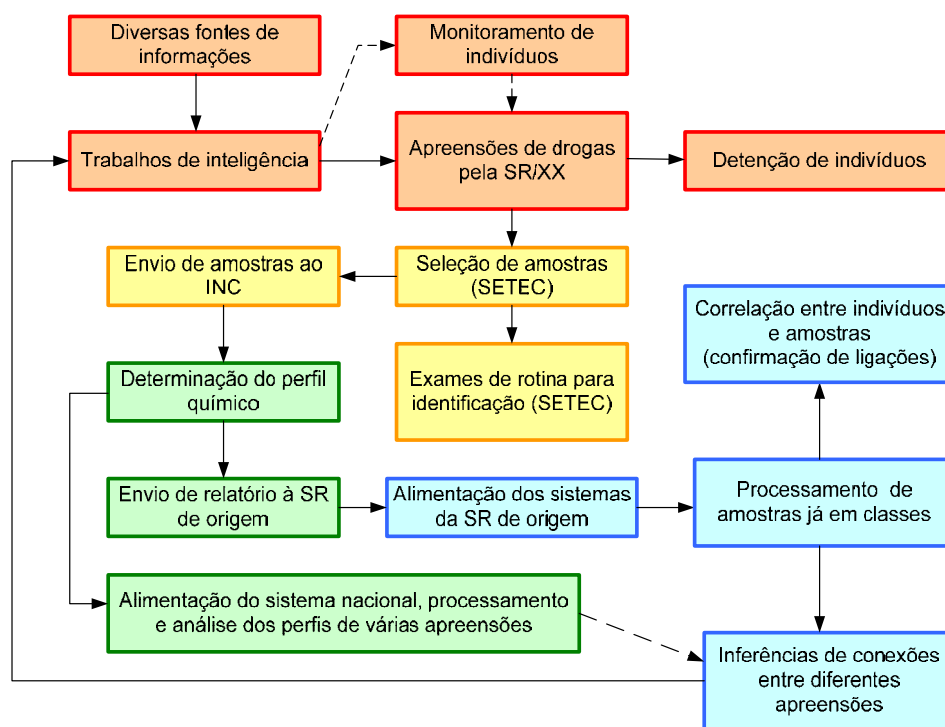 Diversas fontes de
informações
Monitoramento de
indivíduos
Trabalhos de inteligência
Apreensões de drogas
pela SR/XX
Detenção de indivíduos
Envio de amostras ao
INC
Seleção de amostras
(SETEC)
Correlação entre indivíduos
e amostras
(confirmação de ligações)
Determinação do perfil
químico
Exames de rotina para
identificação (SETEC)
Envio de relatório à SR
de origem
Alimentação dos sistemas
da SR de origem
Processamento de
amostras já em classes
Alimentação do sistema nacional, processamento
e análise dos perfis de várias apreensões
Inferências de conexões
entre diferentes
apreensões